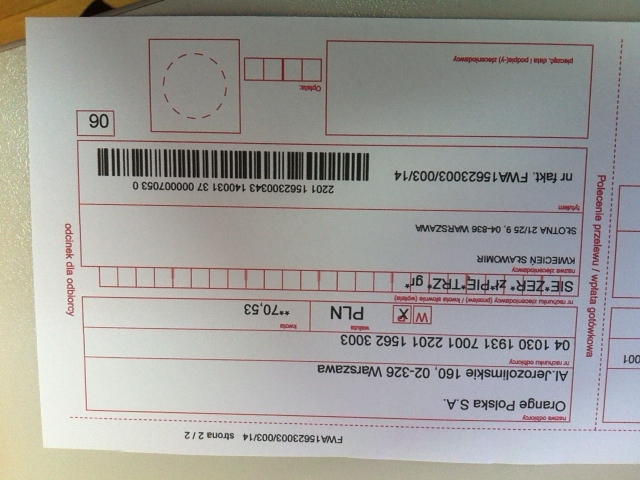 FWA15623003/003/14 strona 2 / 2
odcinek dla odbiorcy
Polecenie przelewu / wpłata gotówkowa
nazwa odbiorcy
Orange Polska S.A.
Al.Jerozolimskie 160, 02-326 Warszawa
nr rachunku odbiorcy
04 1030 1931 7001 2201 1562 3003
waluta
kwota
W P X
PLN
**70,53
nr rachunku zleceniodawcy (przelew) / kwota słownie (wpłata)
SIE*ZER* zł*PIĘ*TRZ* gr*
nazwa zleceniodawcy
KWIECIEŃ SŁAWOMIR
SŁOTNA 21/25 9, 04-836 WARSZAWA
tytułem
2201 1562300343 140031 37 000007053 0
nr fakt. FWA15623003/003/14
06
Opłata:
pieczęć, data i podpis(-y) zleceniodawcy
001